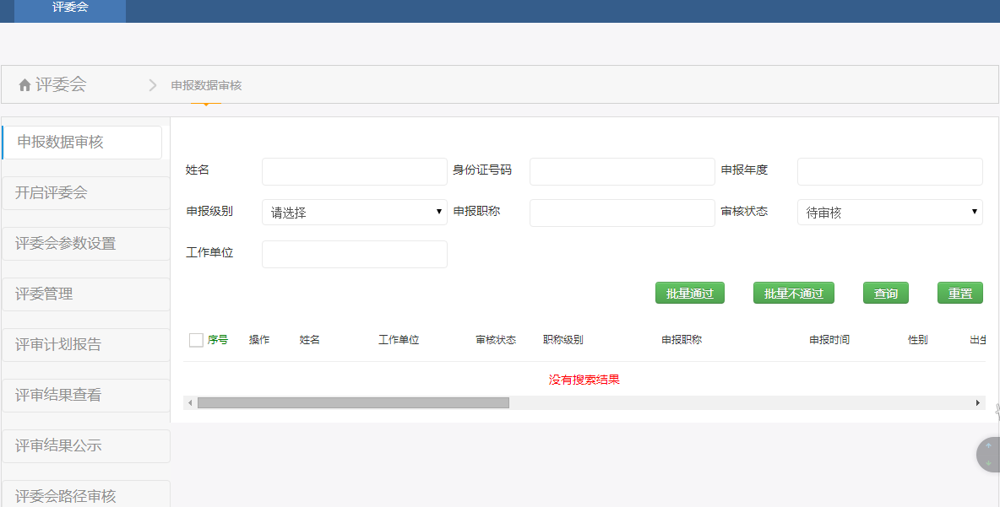 评委会
评委会 申报数据审核
申报数据审核
开启评委会
评委会参数设置
评委管理
评审计划报告
评审结果查看
评审结果公示
评委会路径审核
姓名 身份证号码 申报年度
申报级别 请选择 申报职称 审核状态 待审核
工作单位
批量通过 批量不通过 查询 重置
序号 操作 姓名 工作单位 审核状态 职称级别 申报职称 申报时间 性别 出生
没有搜索结果